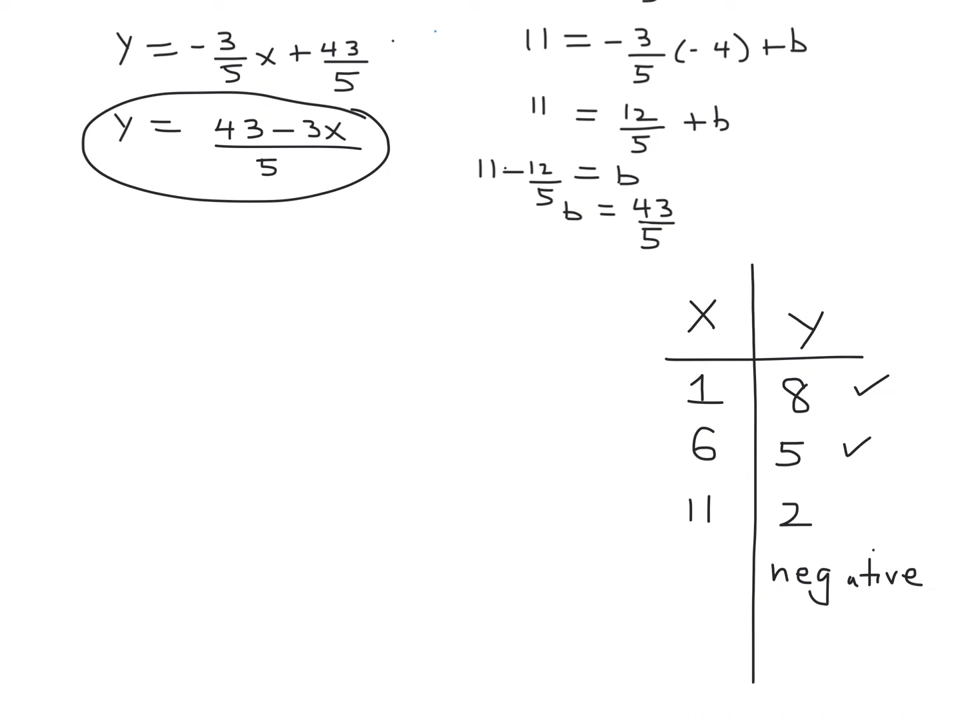 y = -3/5 x + 43/5
y = (43 - 3x)/5
11 = -3/5 (-4) + b
11 = 12/5 + b
11 - 12/5 = b
b = 43/5
X | Y
1 | 8 ✓
6 | 5 ✓
11 | 2
negative